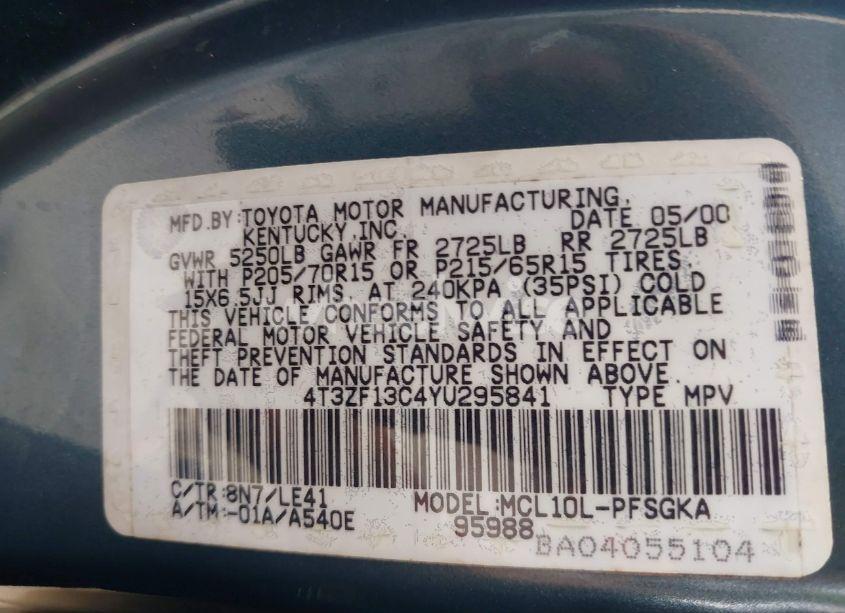 MFD.BY:TOYOTA MOTOR MANUFACTURING,
KENTUCKY,INC. DATE 05/00
GVWR 5250LB GAWR FR 2725LB RR 2725LB
WITH P205/70R15 OR P215/65R15 TIRES,
15X6.5JJ RIMS, AT 240KPA (35PSI) COLD
THIS VEHICLE CONFORMS TO ALL APPLICABLE
FEDERAL MOTOR VEHICLE SAFETY AND
THEFT PREVENTION STANDARDS IN EFFECT ON
THE DATE OF MANUFACTURE SHOWN ABOVE.
4T3ZF13C4YU295841 TYPE MPV
C/TR:8N7/LE41 MODEL:MCL10L-PFSGKA
A/TM:-01A/A540E 95988
BA04055104